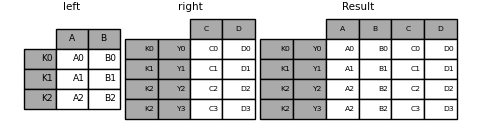 left right Result
A B C D A B C D
K0 A0 B0 K0 Y0 C0 D0 K0 Y0 A0 B0 C0 D0
K1 A1 B1 K1 Y1 C1 D1 K1 Y1 A1 B1 C1 D1
K2 A2 B2 K2 Y2 C2 D2 K2 Y2 A2 B2 C2 D2
K2 Y3 C3 D3 K2 Y3 A2 B2 C3 D3